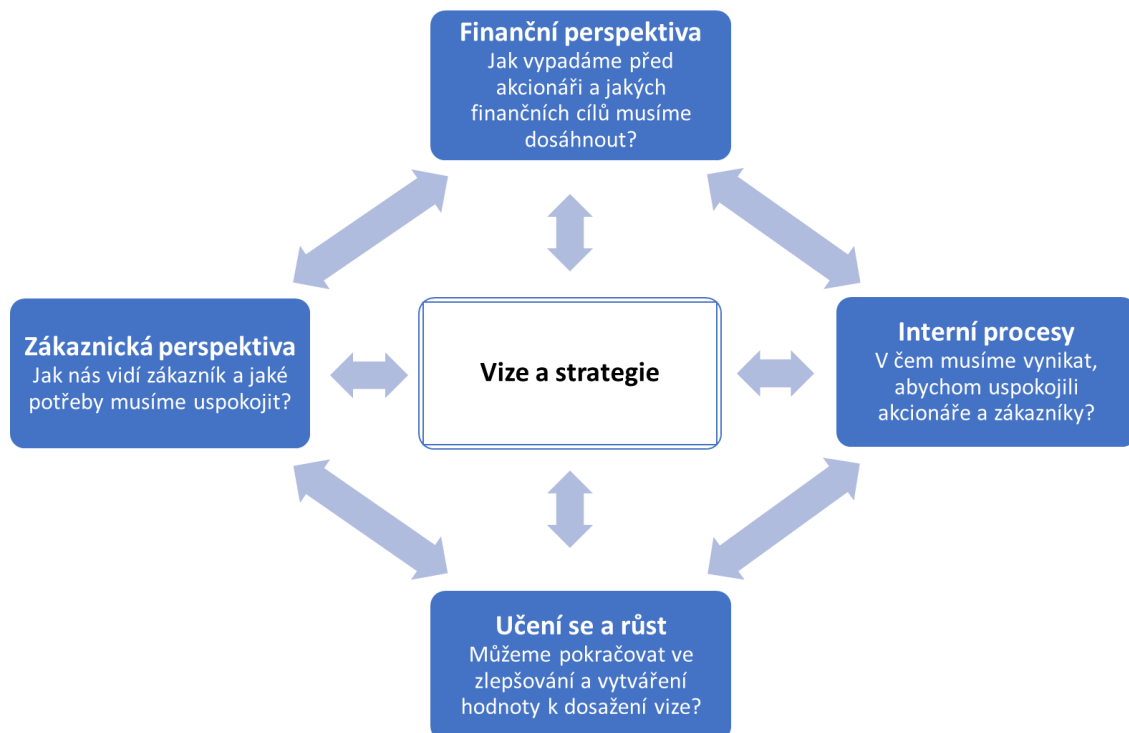 Finanční perspektiva
Jak vypadáme před
akcionáři a jakých
finančních cílů musíme
dosáhnout?
Zákaznická perspektiva
Jak nás vidí zákazník a jaké
potřeby musíme uspokojit?
Vize a strategie
Interní procesy
V čem musíme vynikat,
abychom uspokojili
akcionáře a zákazníky?
Učení se a růst
Můžeme pokračovat ve
zlepšování a vytváření
hodnoty k dosažení vize?